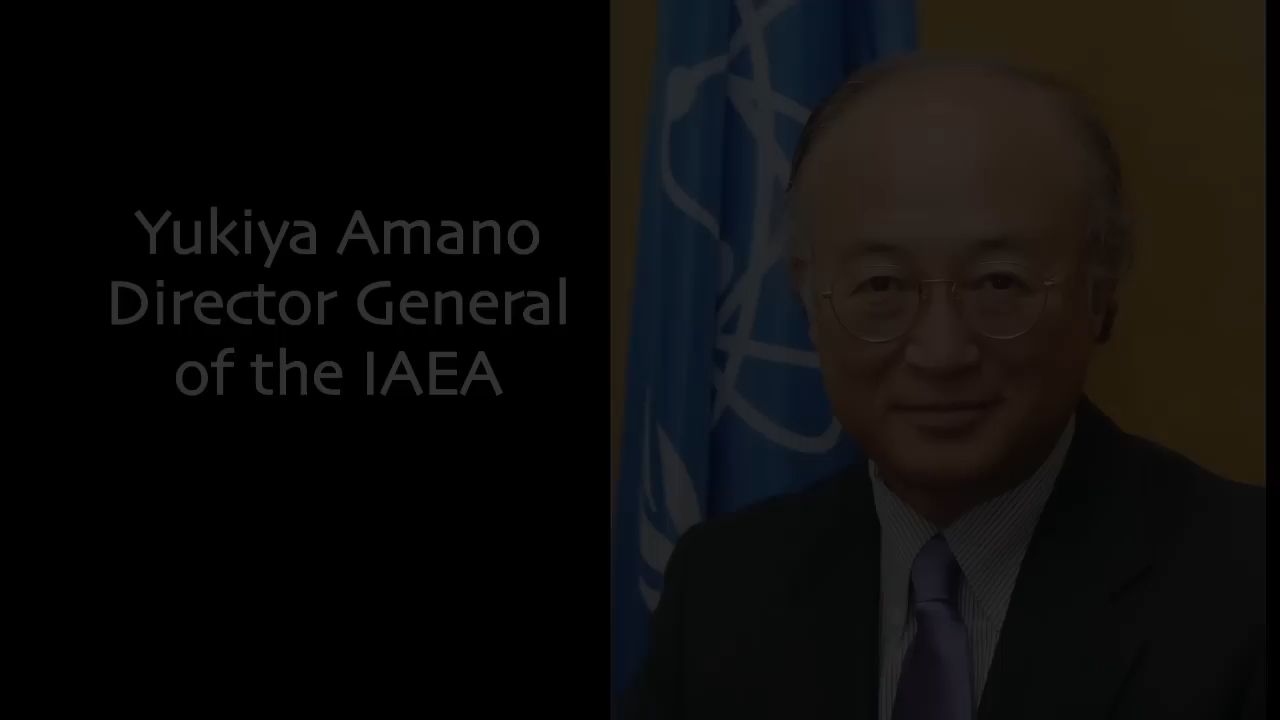 Yukiya Amano
Director General
of the IAEA